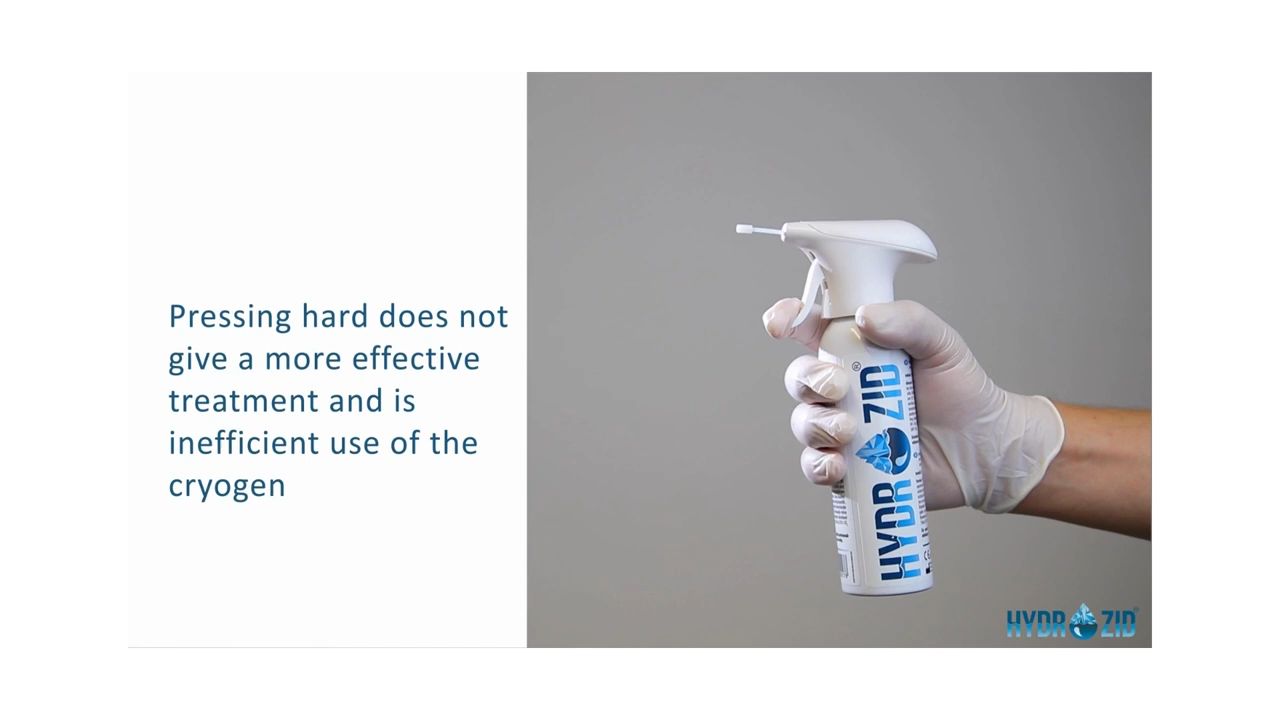 Pressing hard does not
give a more effective
treatment and is
inefficient use of the
cryogen
HYDROZID®
HYDROZID®